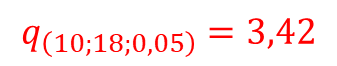 q(10;18;0,05) = 3,42